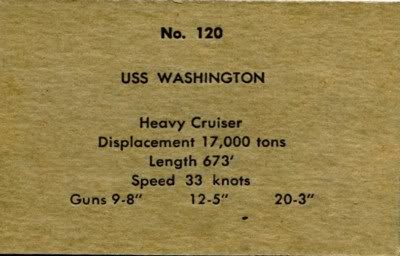 No. 120
USS WASHINGTON
Heavy Cruiser
Displacement 17,000 tons
Length 673'
Speed 33 knots
Guns 9-8" 12-5" 20-3"